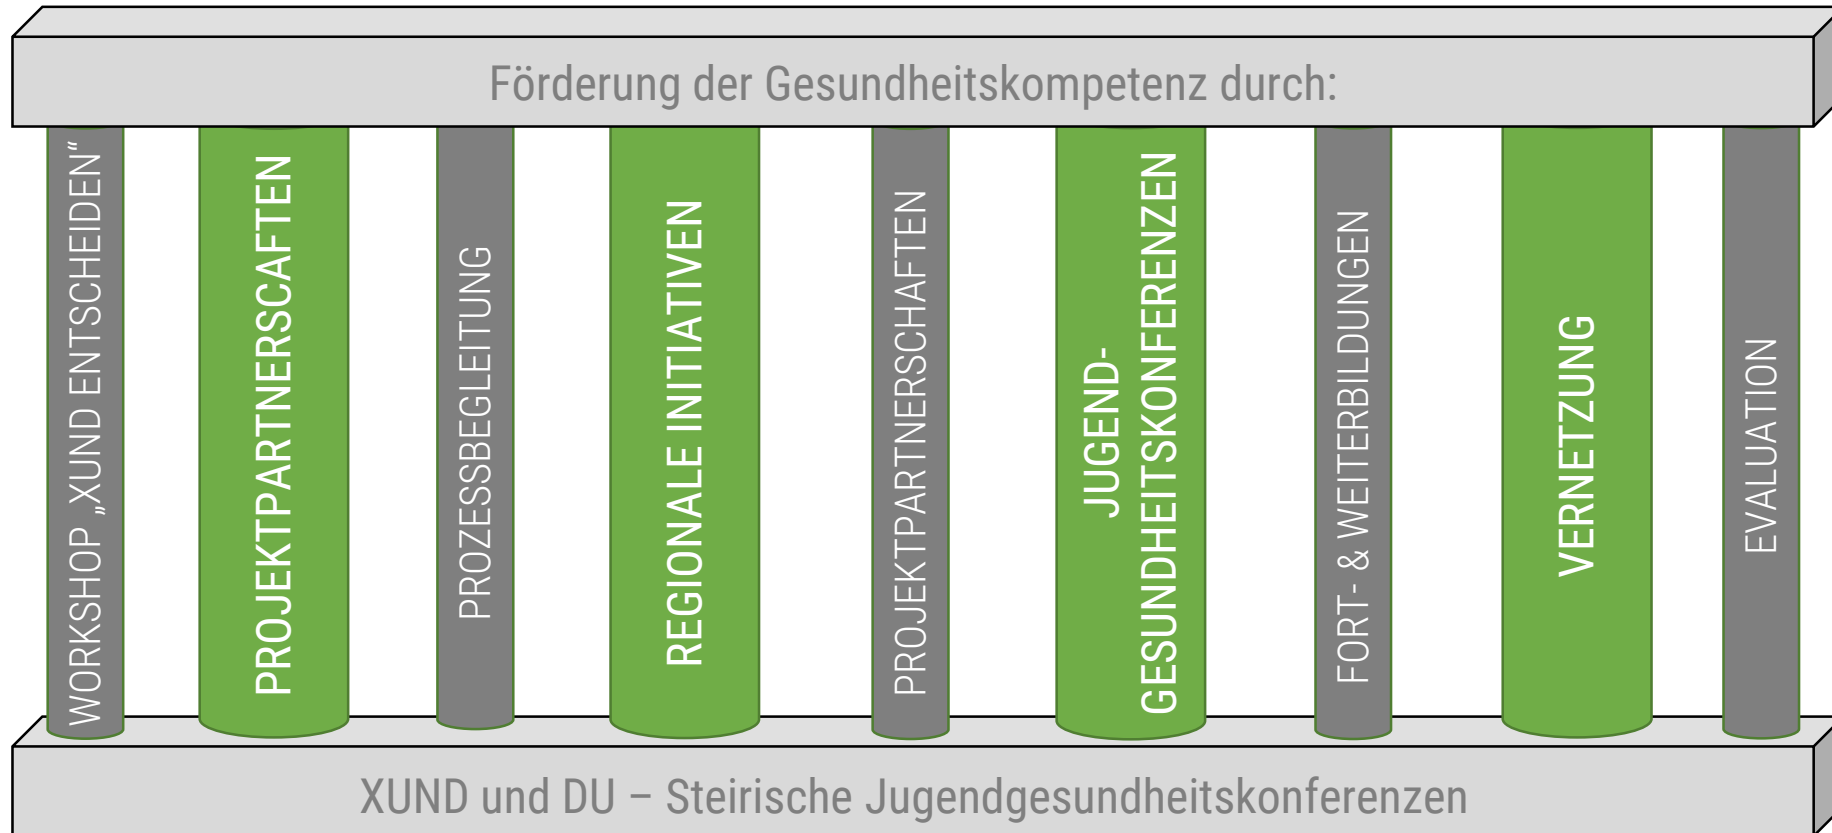 Förderung der Gesundheitskompetenz durch:
WORKSHOP „XUND ENTSCHEIDEN“
PROJEKTPARTNERSCAFTEN
PROZESSBEGLEITUNG
REGIONALE INITIATIVEN
PROJEKTPARTNERSCHAFTEN
JUGEND-
GESUNDHEITSKONFERENZEN
FORT- & WEITERBILDUNGEN
VERNETZUNG
EVALUATION
XUND und DU – Steirische Jugendgesundheitskonferenzen